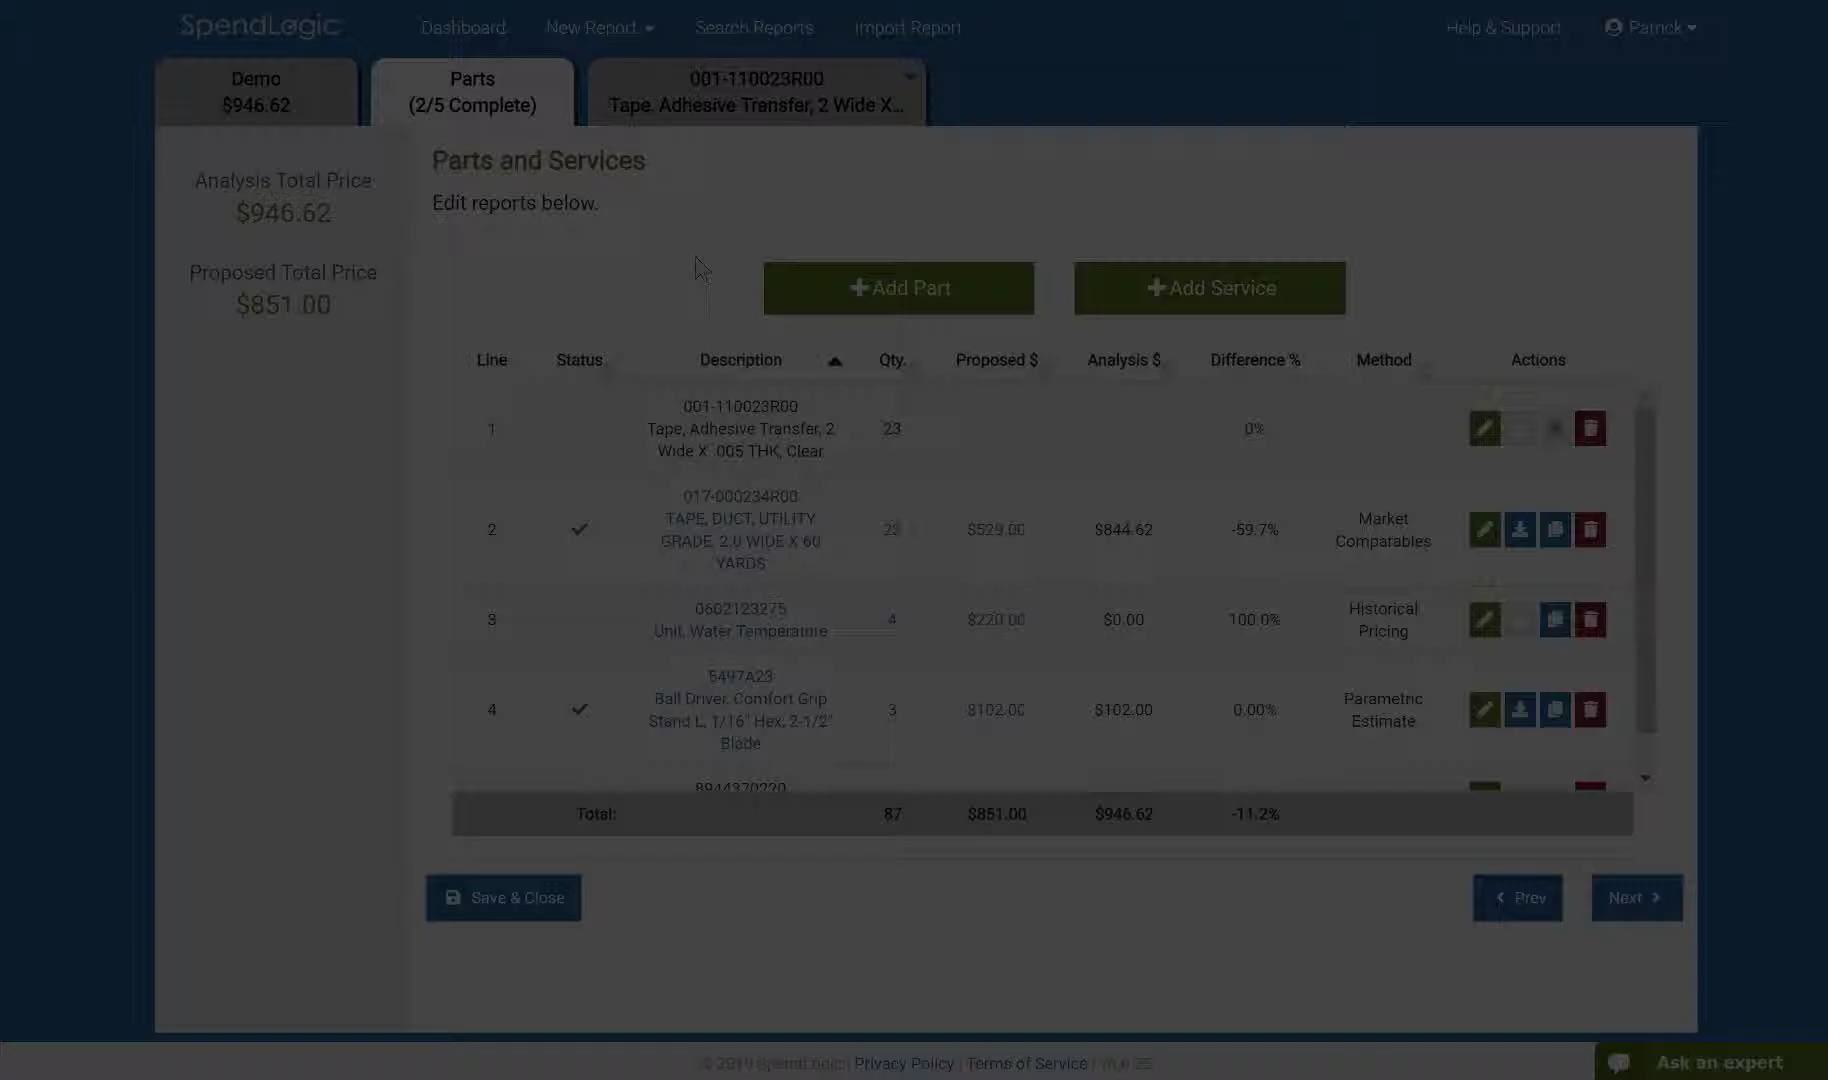 SpendLogic
Dashboard New Report Search Reports Import Report Help & Support Patrick
Demo
$946.62
Parts
(2/5 Complete)
001-110023R00
Tape, Adhesive Transfer, 2 Wide X...
Analysis Total Price
$946.62
Proposed Total Price
$851.00
Parts and Services
Edit reports below.
Add Part
Add Service
Line Status Description Qty. Proposed $ Analysis $ Difference % Method Actions
1 001-110023R00 Tape, Adhesive Transfer, 2 Wide X .005 THK, Clear 23 0%
2 017-000234R00 TAPE, DUCT, UTILITY GRADE, 2.0 WIDE X 60 YARDS 23 $529.00 $844.62 -59.7% Market Comparables
3 0602123275 Unit, Water Temperature 4 $220.00 $0.00 100.0% Historical Pricing
4 5497A23 Ball Driver, Comfort Grip Stand L, 1/16" Hex, 2-1/2" Blade 3 $102.00 $102.00 0.00% Parametric Estimate
8944370220
Total: 87 $851.00 $946.62 -11.2%
Save & Close
Prev
Next
© 2019 SpendLogic | Privacy Policy | Terms of Service |
Ask an expert